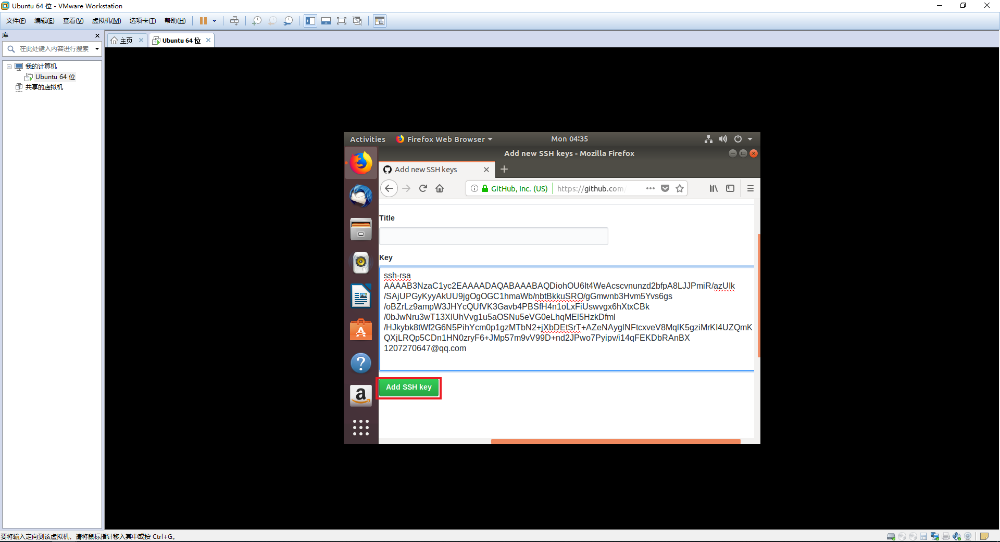 Ubuntu 64 位 - VMware Workstation
文件(F) 编辑(E) 查看(V) 虚拟机(M) 选项卡(T) 帮助(H)
库
主页
Ubuntu 64 位
在此处键入内容进行搜索
我的计算机
Ubuntu 64 位
共享的虚拟机
Activities Firefox Web Browser Mon 04:35
Add new SSH keys - Mozilla Firefox
Add new SSH keys
GitHub, Inc. (US) https://github.com/
Title
Key
ssh-rsa
AAAAB3NzaC1yc2EAAAADAQABAAABAQDiohOU6It4WeAcscvnunzd2bfpA8LJJPmiR/azUIk
/SAjUPGyKyyAkUU9jgOgOGC1hmaWb/nbtBkkuSRO/gGmwnb3Hvm5Yvs6gs
/oBZrLz9ampW3JHYcQUfVK3Gavb4PBSfH4n1oLxFiUswvgx6hXtxCBk
/0bJwNru3wT13XlUhVvg1u5aOSNu5eVG0eLhqMEI5HzkDfml
/HJkybk8tWf2G6N5PihYcm0p1gzMTbN2+jXbDEtSrT+AZeNAyglNFtcxveV8MqlK5gziMrKI4UZQmK
QXjLRQp5CDn1HN0zryF6+JMp57m9vV99D+nd2JPwo7Pyipv/i14qFEKDbRAnBX
1207270647@qq.com
Add SSH key
要将输入定向到该虚拟机，请将鼠标指针移入其中或按 Ctrl+G。